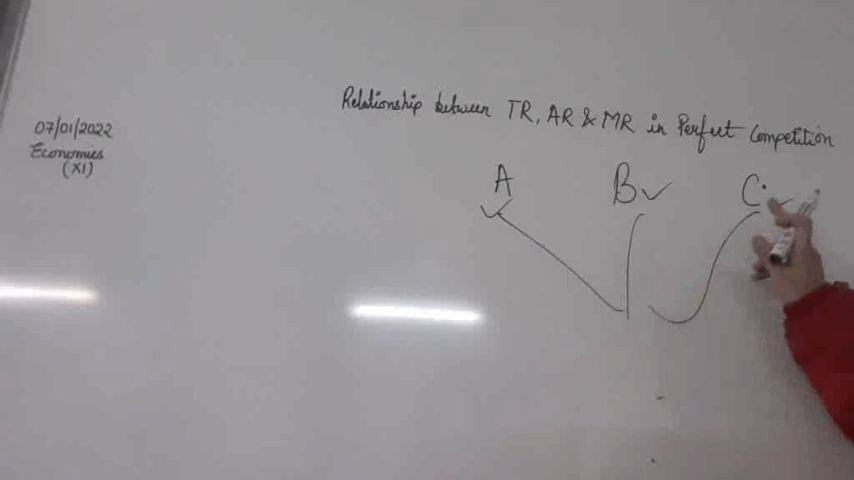 Relationship between TR, AR & MR in Perfect Competition
07/01/2022
Economics
(XI)
A
B
C